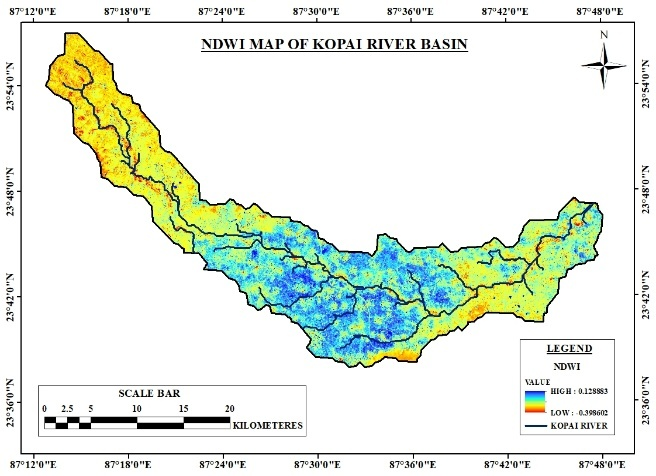 87°12'0"E 87°18'0"E 87°24'0"E 87°30'0"E 87°36'0"E 87°42'0"E 87°48'0"E
NDWI MAP OF KOPAI RIVER BASIN
N
23°54'0"N 23°54'0"N
23°48'0"N 23°48'0"N
23°42'0"N 23°42'0"N
23°36'0"N 23°36'0"N
LEGEND
NDWI
VALUE
HIGH : 0.128883
LOW : -0.398602
KOPAI RIVER
SCALE BAR
0 2.5 5 10 15 20
KILOMETERES
87°12'0"E 87°18'0"E 87°24'0"E 87°30'0"E 87°36'0"E 87°42'0"E 87°48'0"E